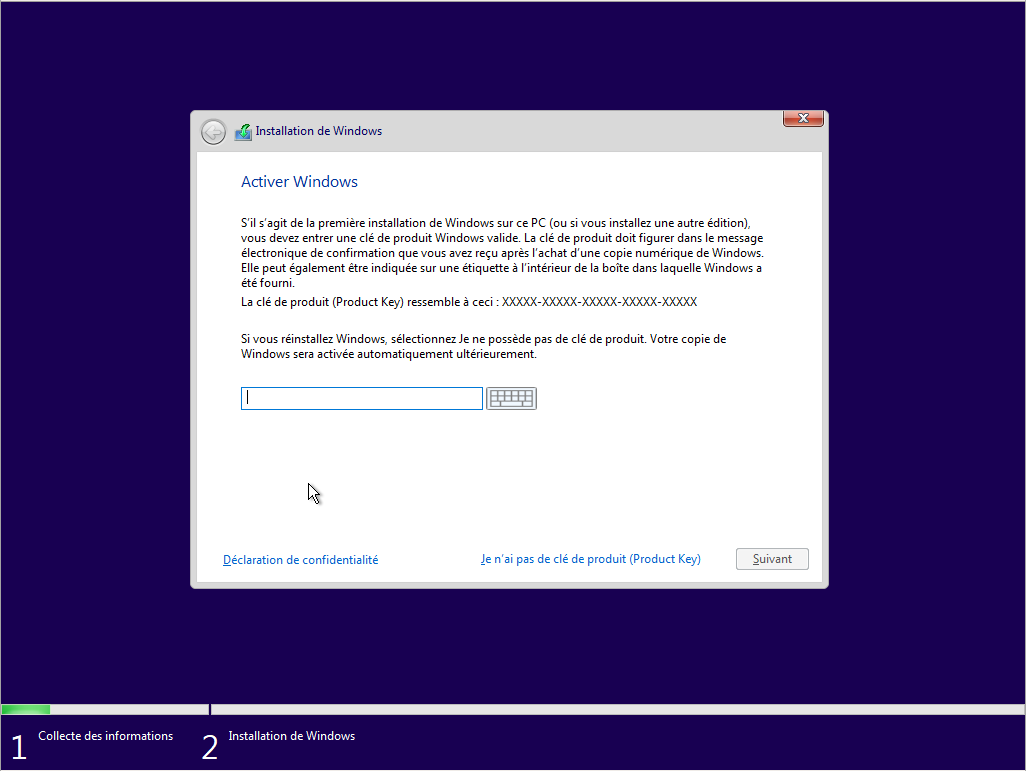 Installation de Windows
Activer Windows
S'il s'agit de la première installation de Windows sur ce PC (ou si vous installez une autre édition),
vous devez entrer une clé de produit Windows valide. La clé de produit doit figurer dans le message
électronique de confirmation que vous avez reçu après l'achat d'une copie numérique de Windows.
Elle peut également être indiquée sur une étiquette à l'intérieur de la boîte dans laquelle Windows a
été fourni.
La clé de produit (Product Key) ressemble à ceci : XXXXX-XXXXX-XXXXX-XXXXX-XXXXX
Si vous réinstallez Windows, sélectionnez Je ne possède pas de clé de produit. Votre copie de
Windows sera activée automatiquement ultérieurement.
Déclaration de confidentialité
Je n'ai pas de clé de produit (Product Key)
Suivant
1 Collecte des informations
2 Installation de Windows